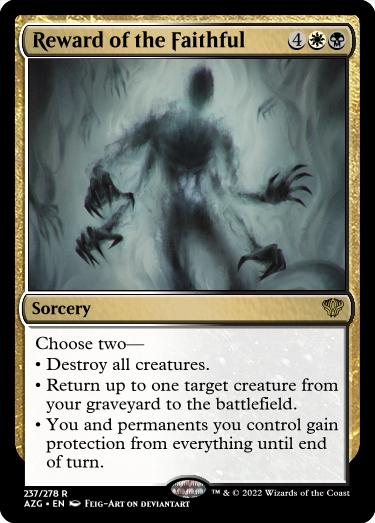 Reward of the Faithful 4
Sorcery
Choose two—
• Destroy all creatures.
• Return up to one target creature from
your graveyard to the battlefield.
• You and permanents you control gain
protection from everything until end
of turn.
237/278 R
AZG • EN Feig-Art on deviantart
™ & © 2022 Wizards of the Coast